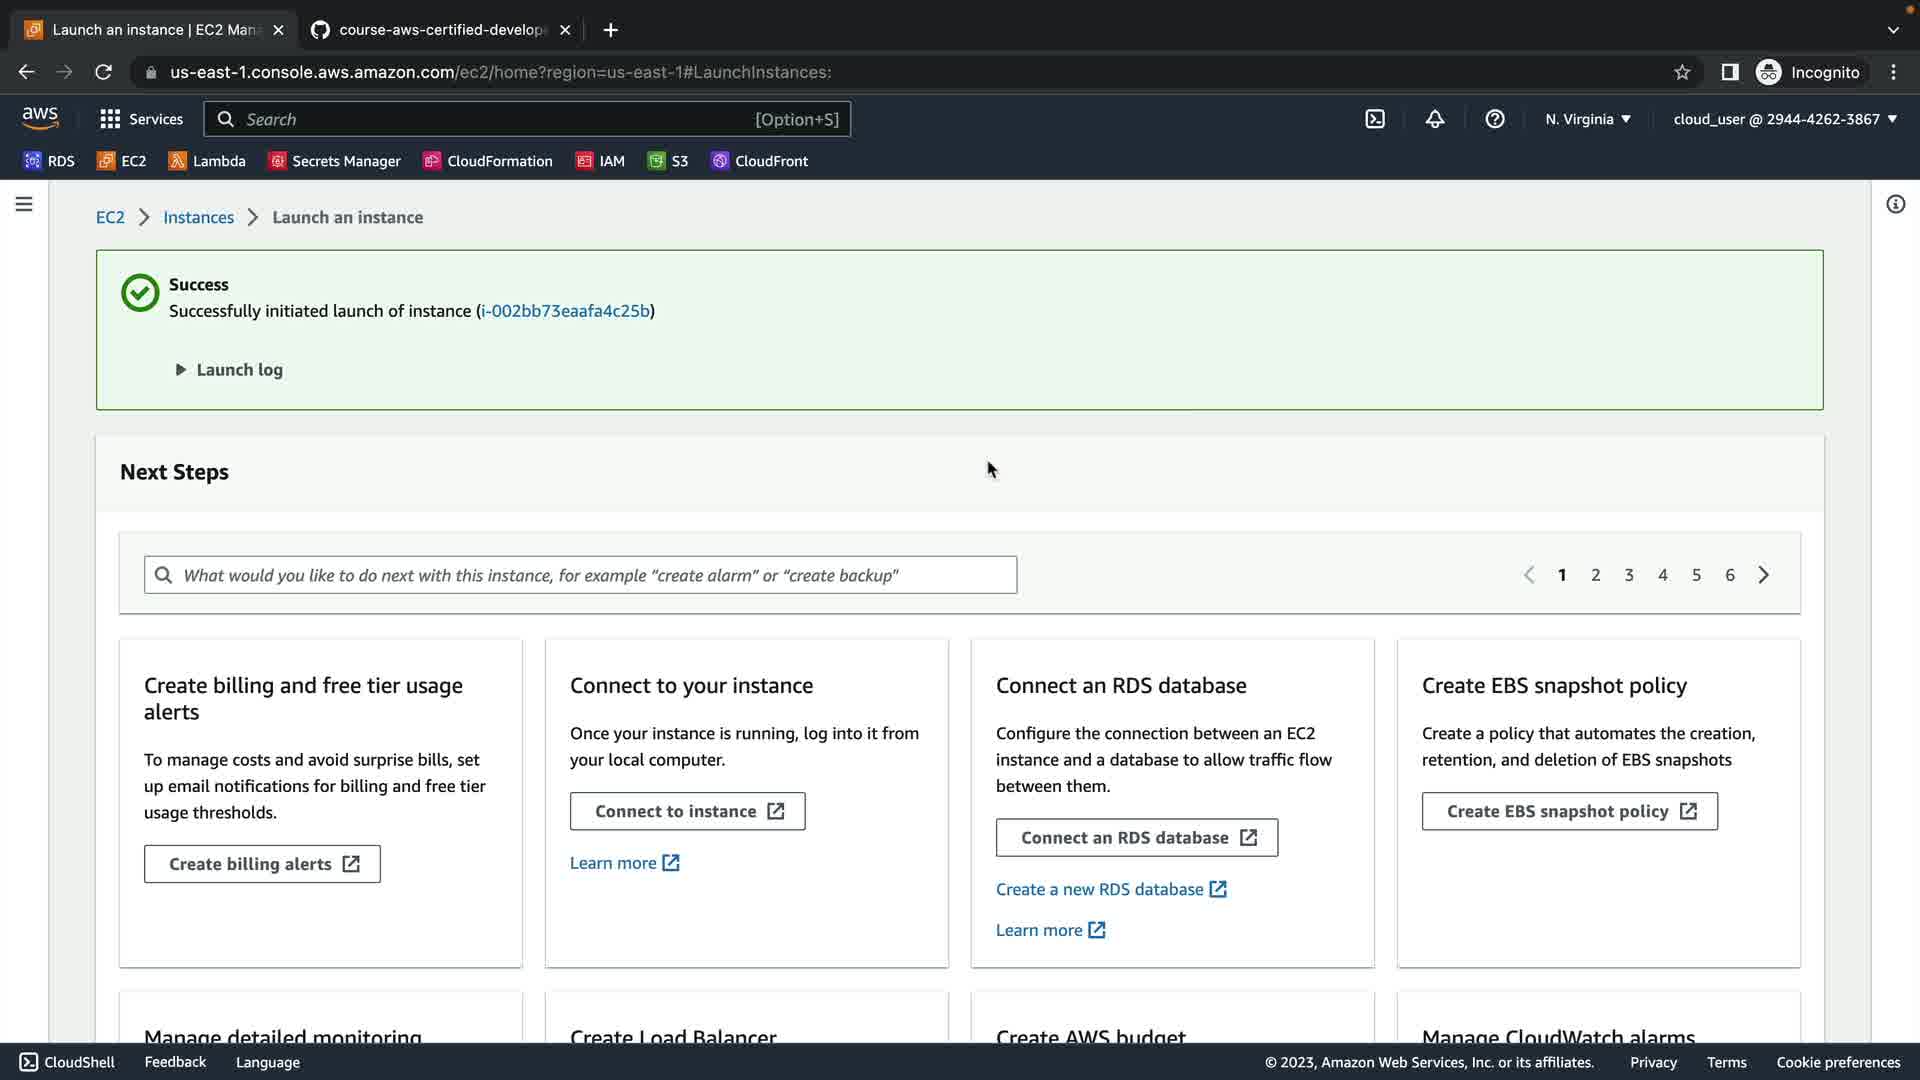 Launch an instance | EC2 Man
course-aws-certified-develop
us-east-1.console.aws.amazon.com/ec2/home?region=us-east-1#LaunchInstances:
Incognito
aws
Services
Search
[Option+S]
N. Virginia
cloud_user @ 2944-4262-3867
RDS
EC2
Lambda
Secrets Manager
CloudFormation
IAM
S3
CloudFront
EC2
Instances
Launch an instance
Success
Successfully initiated launch of instance (i-002bb73eaafa4c25b)
Launch log
Next Steps
What would you like to do next with this instance, for example “create alarm” or “create backup”
1 2 3 4 5 6
Create billing and free tier usage
alerts
To manage costs and avoid surprise bills, set
up email notifications for billing and free tier
usage thresholds.
Create billing alerts
Connect to your instance
Once your instance is running, log into it from
your local computer.
Connect to instance
Learn more
Connect an RDS database
Configure the connection between an EC2
instance and a database to allow traffic flow
between them.
Connect an RDS database
Create a new RDS database
Learn more
Create EBS snapshot policy
Create a policy that automates the creation,
retention, and deletion of EBS snapshots
Create EBS snapshot policy
Manage detailed monitoring
Create Load Balancer
Create AWS budget
Manage CloudWatch alarms
CloudShell
Feedback
Language
© 2023, Amazon Web Services, Inc. or its affiliates.
Privacy
Terms
Cookie preferences